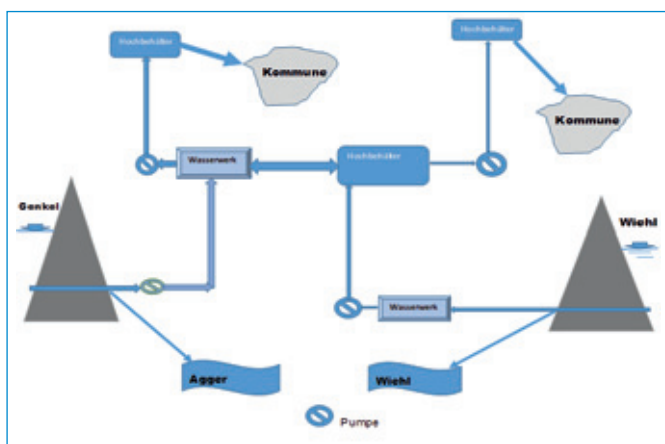 Hochbehälter
Kommune
Hochbehälter
Kommune
Wasserwerk
Hochbehälter
Genkel
Wiehl
Wasserwerk
Agger
Wiehl
Pumpe